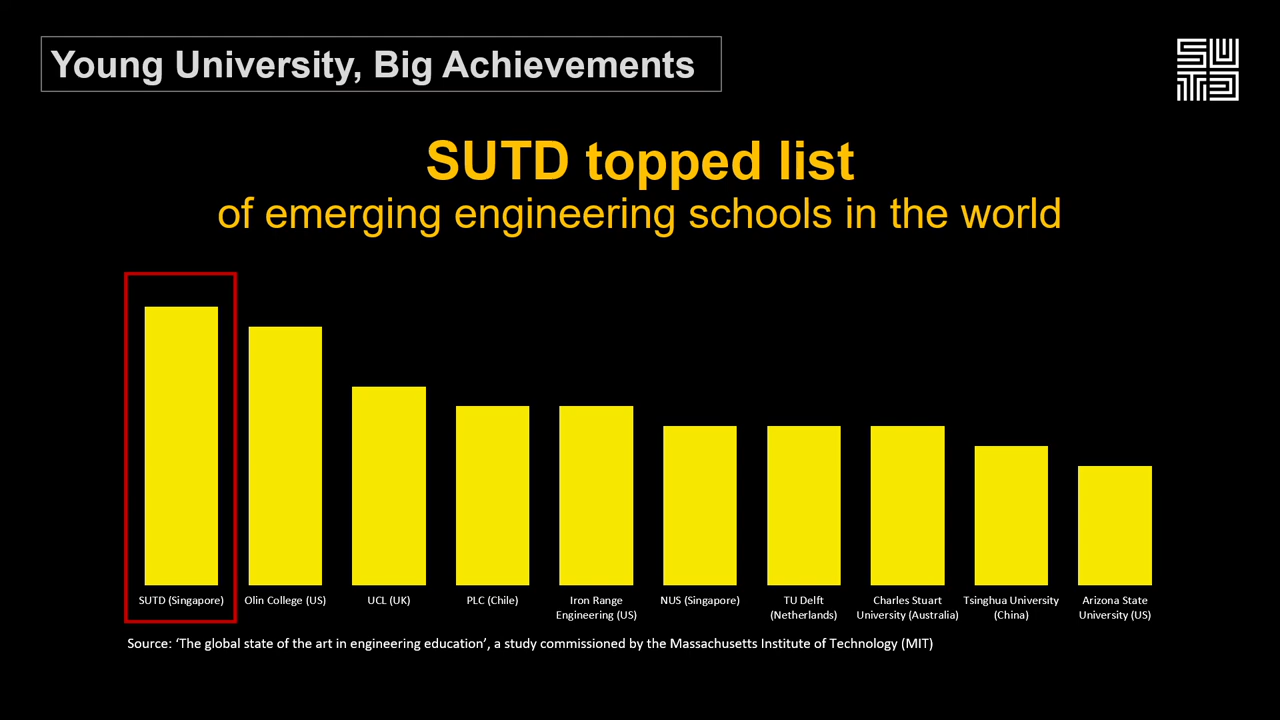 Young University, Big Achievements
SUTD
SUTD topped list
of emerging engineering schools in the world
SUTD (Singapore)
Olin College (US)
UCL (UK)
PLC (Chile)
Iron Range
Engineering (US)
NUS (Singapore)
TU Delft
(Netherlands)
Charles Stuart
University (Australia)
Tsinghua University
(China)
Arizona State
University (US)
Source: ‘The global state of the art in engineering education’, a study commissioned by the Massachusetts Institute of Technology (MIT)